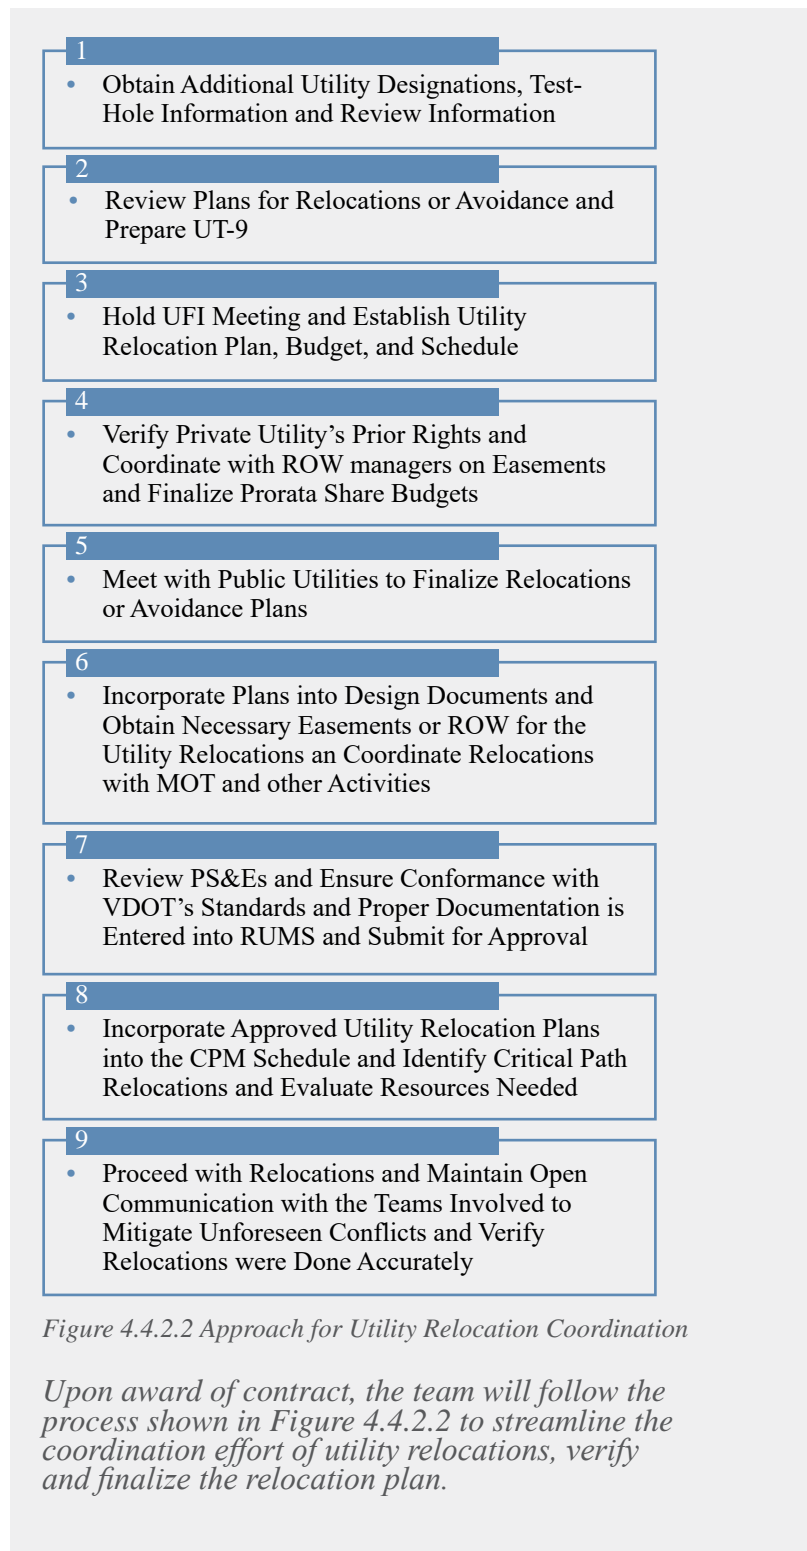 1
• Obtain Additional Utility Designations, Test-
Hole Information and Review Information
2
• Review Plans for Relocations or Avoidance and
Prepare UT-9
3
• Hold UFI Meeting and Establish Utility
Relocation Plan, Budget, and Schedule
4
• Verify Private Utility’s Prior Rights and
Coordinate with ROW managers on Easements
and Finalize Prorata Share Budgets
5
• Meet with Public Utilities to Finalize Relocations
or Avoidance Plans
6
• Incorporate Plans into Design Documents and
Obtain Necessary Easements or ROW for the
Utility Relocations an Coordinate Relocations
with MOT and other Activities
7
• Review PS&Es and Ensure Conformance with
VDOT’s Standards and Proper Documentation is
Entered into RUMS and Submit for Approval
8
• Incorporate Approved Utility Relocation Plans
into the CPM Schedule and Identify Critical Path
Relocations and Evaluate Resources Needed
9
• Proceed with Relocations and Maintain Open
Communication with the Teams Involved to
Mitigate Unforeseen Conflicts and Verify
Relocations were Done Accurately
Figure 4.4.2.2 Approach for Utility Relocation Coordination
Upon award of contract, the team will follow the
process shown in Figure 4.4.2.2 to streamline the
coordination effort of utility relocations, verify
and finalize the relocation plan.